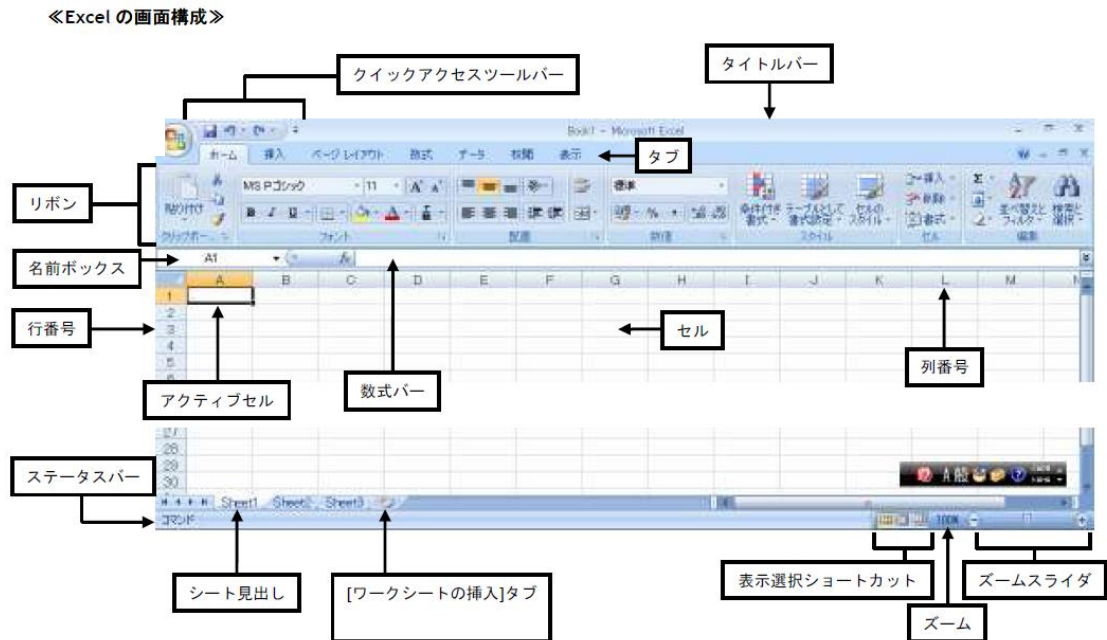 ≪Excel の画面構成≫
クイックアクセスツールバー
タイトルバー
Book1 - Microsoft Excel
ホーム 挿入 ページ レイアウト 数式 データ 校閲 表示
タブ
リボン
貼り付け
MS Pゴシック 11
B I U
標準
%
条件付き書式 テーブルとして書式設定 セルのスタイル
挿入 削除 書式
Σ
並べ替えとフィルタ 検索と選択
クリップボー... フォント 配置 数値 スタイル セル 編集
名前ボックス
A1 fx
A B C D E F G H I J K L M N
1
2
行番号
3
セル
4
5
6
列番号
アクティブセル
数式バー
27
28
29
ステータスバー
30
A 般
Sheet1 Sheet2 Sheet3
コマンド
100%
シート見出し
[ワークシートの挿入]タブ
表示選択ショートカット
ズームスライダ
ズーム